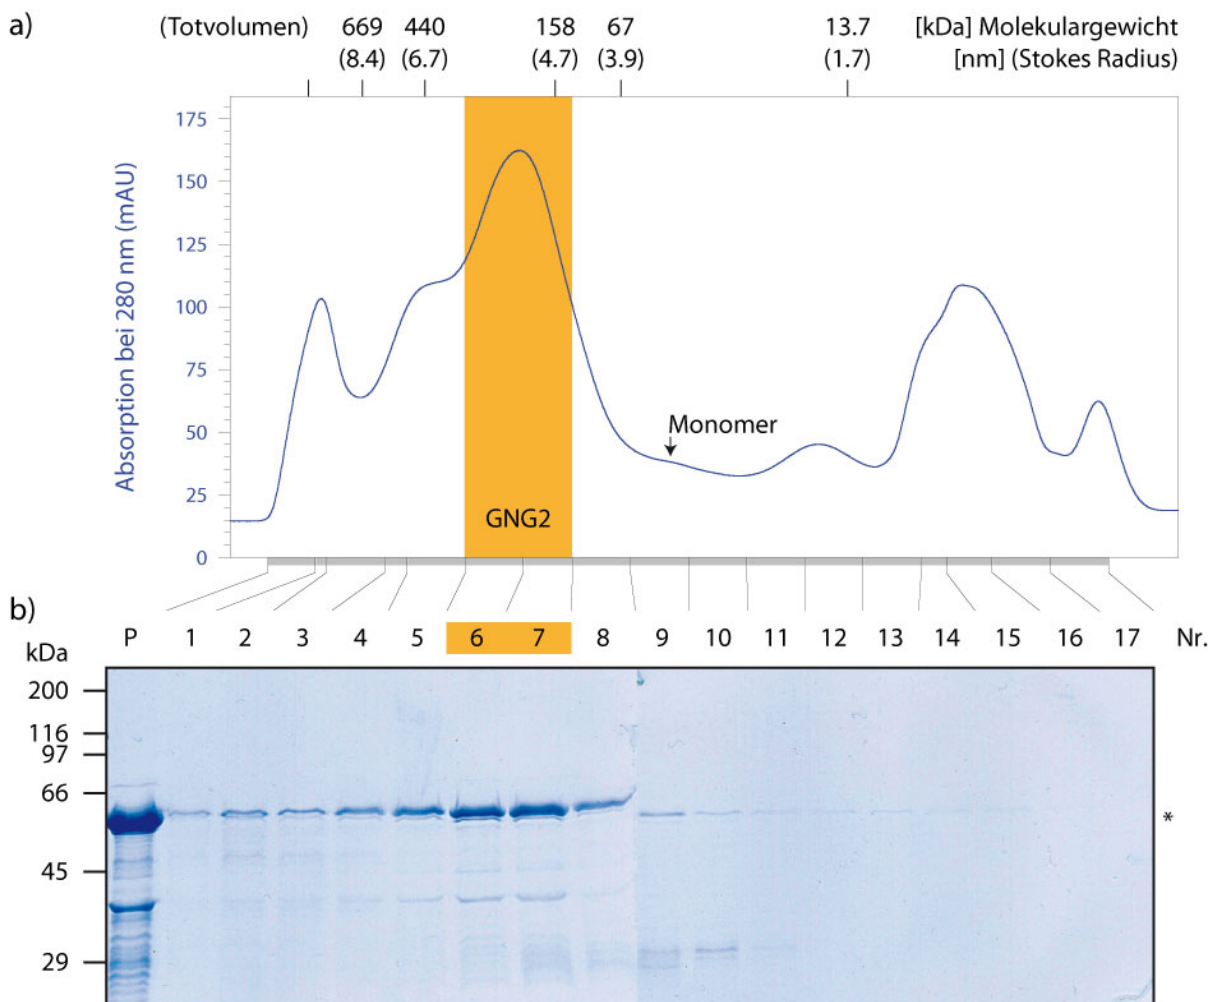 a)
(Totvolumen) 669 440 158 67 13.7 [kDa] Molekulargewicht
(8.4) (6.7) (4.7) (3.9) (1.7) [nm] (Stokes Radius)
Absorption bei 280 nm (mAU)
175
150
125
100
75
50
25
0
Monomer
GNG2
b)
P 1 2 3 4 5 6 7 8 9 10 11 12 13 14 15 16 17 Nr.
kDa
200
116
97
66
*
45
29